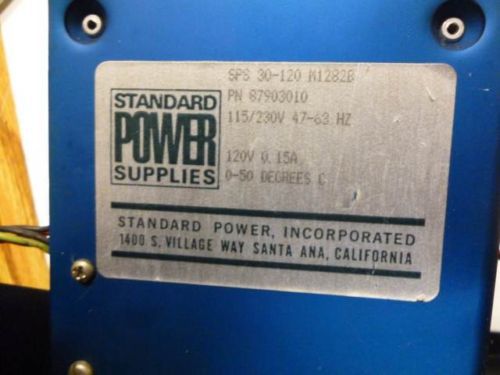 SPS 30-120 M1282B
PN 87903010
115/230V 47-63 HZ
120V 0.15A
0-50 DEGREES C
STANDARD
POWER
SUPPLIES
STANDARD POWER, INCORPORATED
1400 S. VILLAGE WAY SANTA ANA, CALIFORNIA